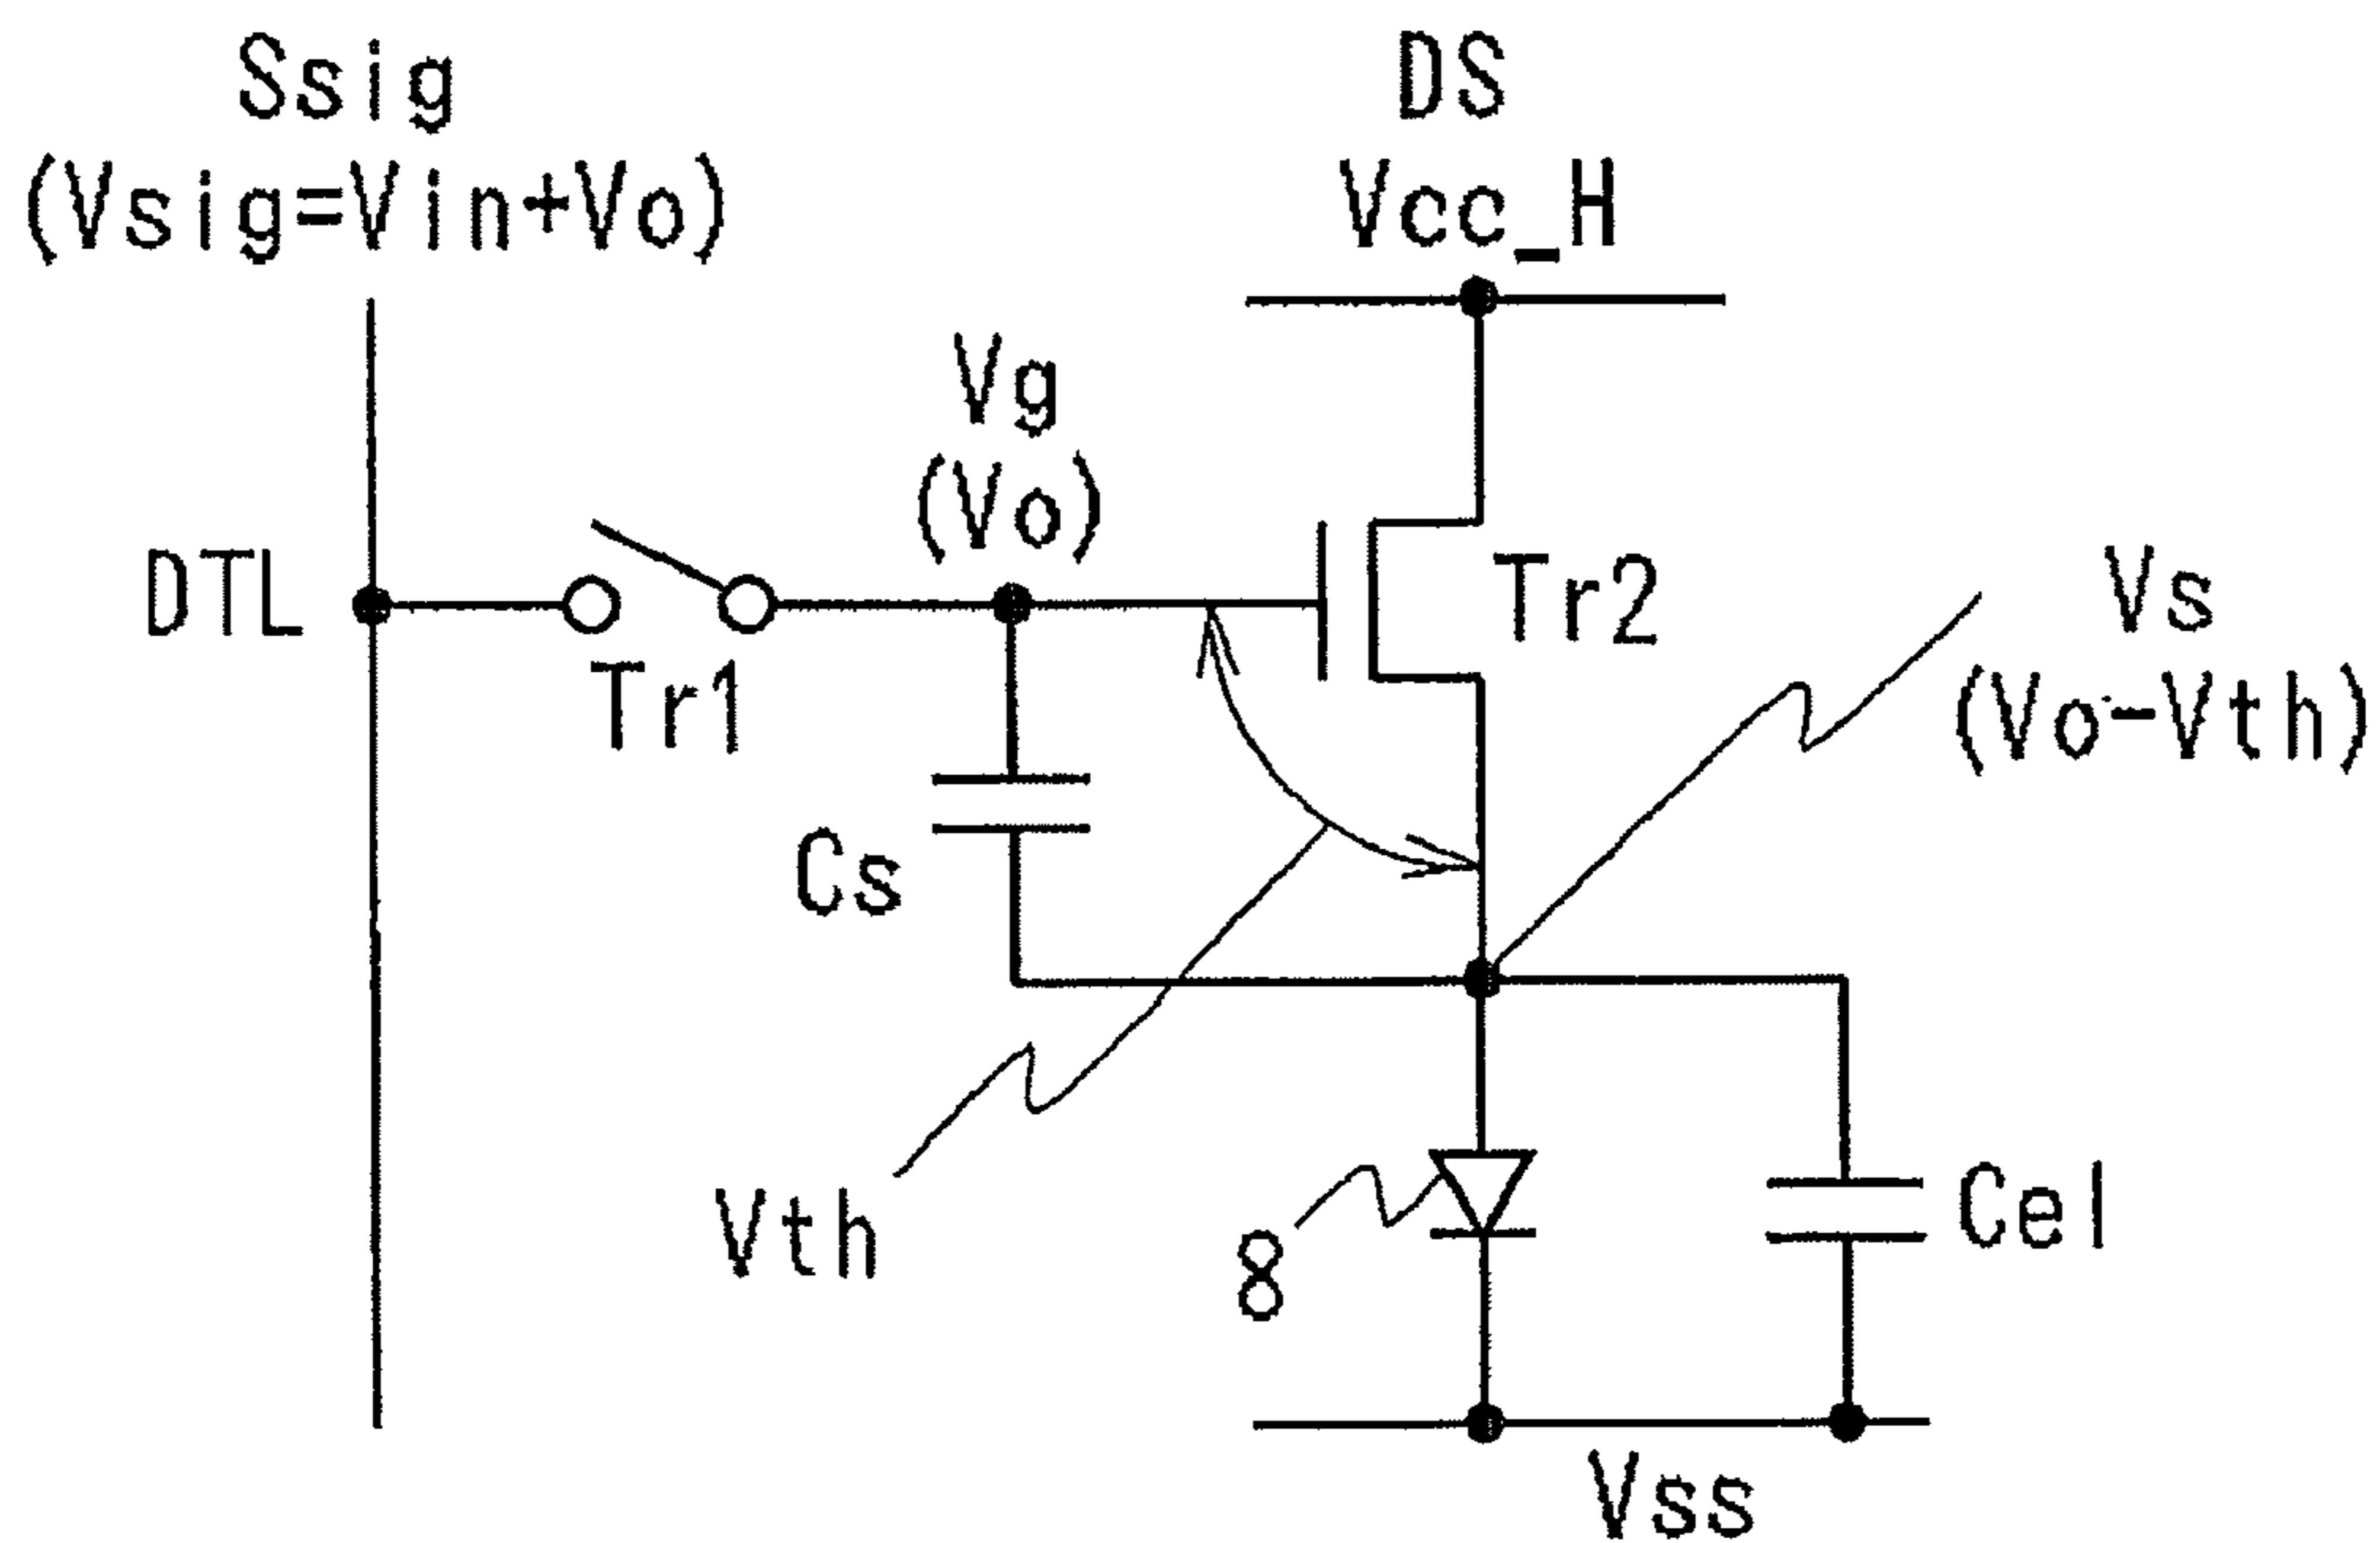 Ssig
(Vsig=Vin+Vo)
DS
Vcc_H
Vg
(Vo)
DTL
Tr1
Tr2
Vs
(Vo-Vth)
Cs
Vth
8
Cel
Vss